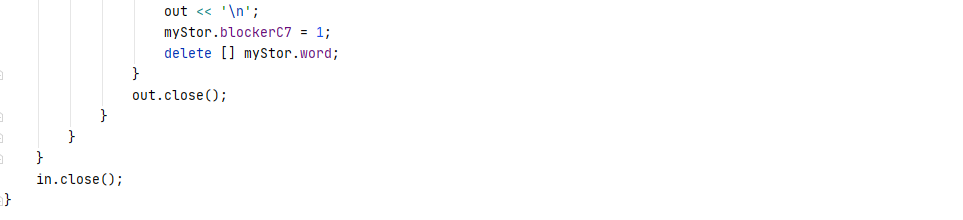 out << '\n';
myStor.blockerC7 = 1;
delete [] myStor.word;
}
out.close();
}
}
}
in.close();
}